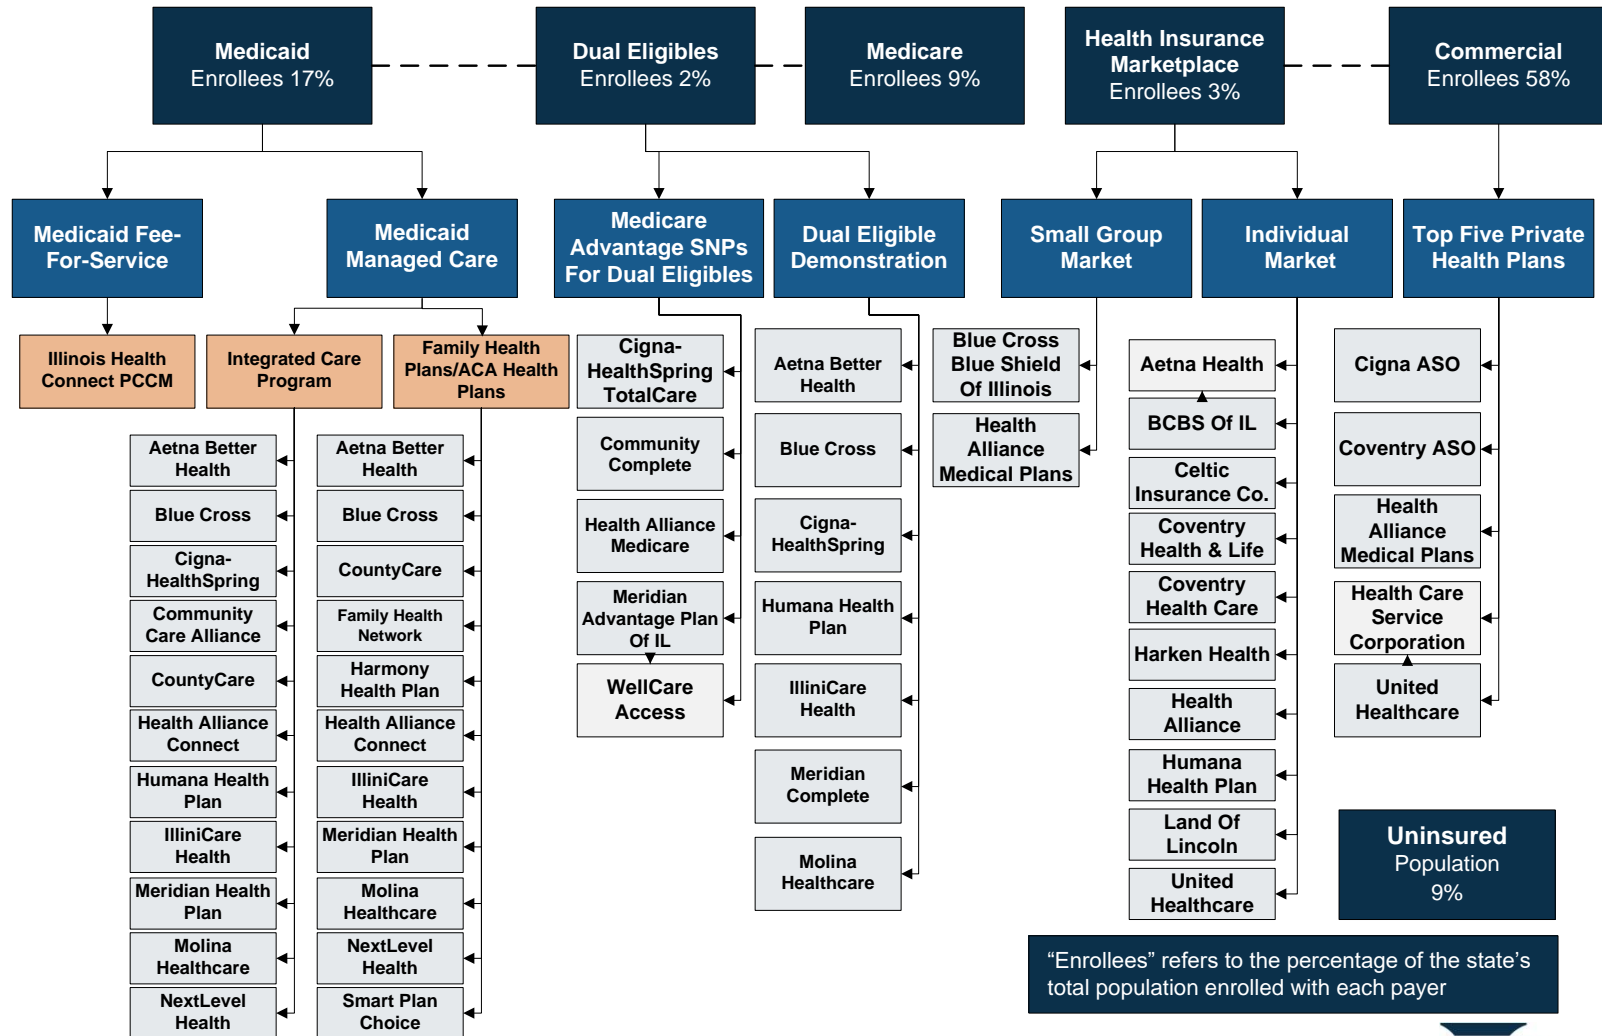 Medicaid
Enrollees 17%
Dual Eligibles
Enrollees 2%
Medicare
Enrollees 9%
Health Insurance
Marketplace
Enrollees 3%
Commercial
Enrollees 58%
Medicaid Fee-
For-Service
Medicaid
Managed Care
Medicare
Advantage SNPs
For Dual Eligibles
Dual Eligible
Demonstration
Small Group
Market
Individual
Market
Top Five Private
Health Plans
Illinois Health
Connect PCCM
Integrated Care
Program
Family Health
Plans/ACA Health
Plans
Aetna Better
Health
Blue Cross
Cigna-
HealthSpring
Community
Care Alliance
CountyCare
Health Alliance
Connect
Humana Health
Plan
IlliniCare
Health
Meridian Health
Plan
Molina
Healthcare
NextLevel
Health
Aetna Better
Health
Blue Cross
CountyCare
Family Health
Network
Harmony
Health Plan
Health Alliance
Connect
IlliniCare
Health
Meridian Health
Plan
Molina
Healthcare
NextLevel
Health
Smart Plan
Choice
Cigna-
HealthSpring
TotalCare
Community
Complete
Health Alliance
Medicare
Meridian
Advantage Plan
Of IL
WellCare
Access
Aetna Better
Health
Blue Cross
Cigna-
HealthSpring
Humana Health
Plan
IlliniCare
Health
Meridian
Complete
Molina
Healthcare
Blue Cross
Blue Shield
Of Illinois
Health
Alliance
Medical Plans
Aetna Health
BCBS Of IL
Celtic
Insurance Co.
Coventry
Health & Life
Coventry
Health Care
Harken Health
Health
Alliance
Humana
Health Plan
Land Of
Lincoln
United
Healthcare
Cigna ASO
Coventry ASO
Health
Alliance
Medical Plans
Health Care
Service
Corporation
United
Healthcare
Uninsured
Population
9%
“Enrollees” refers to the percentage of the state’s
total population enrolled with each payer